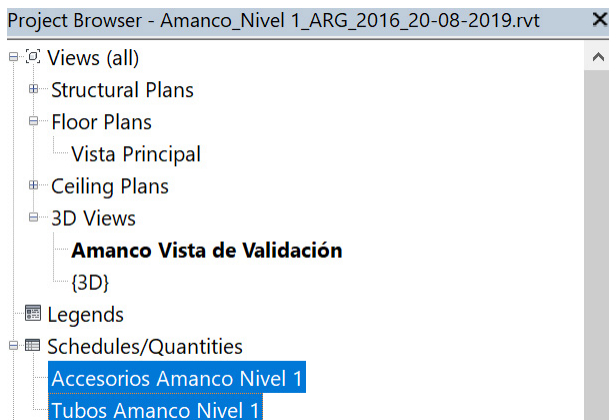 Project Browser - Amanco_Nivel 1_ARG_2016_20-08-2019.rvt
Views (all)
Structural Plans
Floor Plans
Vista Principal
Ceiling Plans
3D Views
Amanco Vista de Validación
{3D}
Legends
Schedules/Quantities
Accesorios Amanco Nivel 1
Tubos Amanco Nivel 1